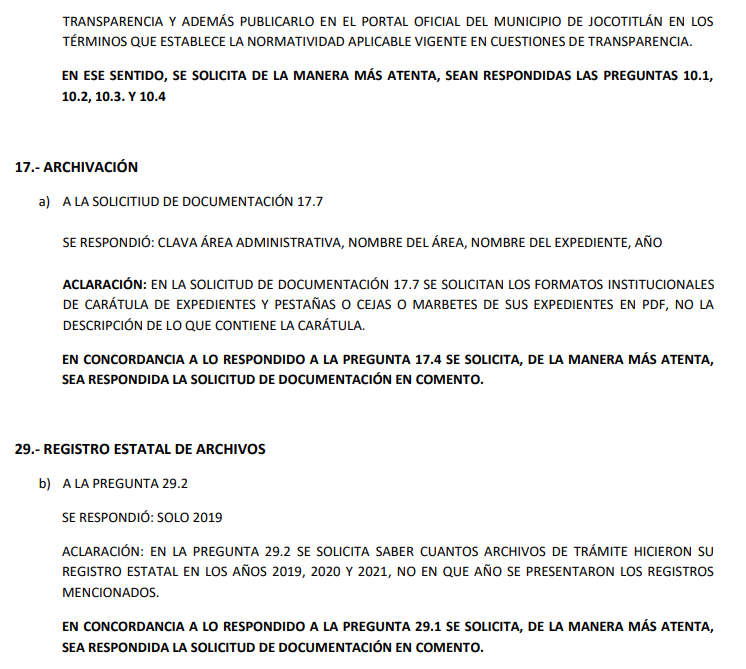 TRANSPARENCIA Y ADEMÁS PUBLICARLO EN EL PORTAL OFICIAL DEL MUNICIPIO DE JOCOTITLÁN EN LOS
TÉRMINOS QUE ESTABLECE LA NORMATIVIDAD APLICABLE VIGENTE EN CUESTIONES DE TRANSPARENCIA.
EN ESE SENTIDO, SE SOLICITA DE LA MANERA MÁS ATENTA, SEAN RESPONDIDAS LAS PREGUNTAS 10.1,
10.2, 10.3. Y 10.4
17.- ARCHIVACIÓN
a) A LA SOLICITIUD DE DOCUMENTACIÓN 17.7
SE RESPONDIÓ: CLAVA ÁREA ADMINISTRATIVA, NOMBRE DEL ÁREA, NOMBRE DEL EXPEDIENTE, AÑO
ACLARACIÓN: EN LA SOLICITUD DE DOCUMENTACIÓN 17.7 SE SOLICITAN LOS FORMATOS INSTITUCIONALES
DE CARÁTULA DE EXPEDIENTES Y PESTAÑAS O CEJAS O MARBETES DE SUS EXPEDIENTES EN PDF, NO LA
DESCRIPCIÓN DE LO QUE CONTIENE LA CARÁTULA.
EN CONCORDANCIA A LO RESPONDIDO A LA PREGUNTA 17.4 SE SOLICITA, DE LA MANERA MÁS ATENTA,
SEA RESPONDIDA LA SOLICITUD DE DOCUMENTACIÓN EN COMENTO.
29.- REGISTRO ESTATAL DE ARCHIVOS
b) A LA PREGUNTA 29.2
SE RESPONDIÓ: SOLO 2019
ACLARACIÓN: EN LA PREGUNTA 29.2 SE SOLICITA SABER CUANTOS ARCHIVOS DE TRÁMITE HICIERON SU
REGISTRO ESTATAL EN LOS AÑOS 2019, 2020 Y 2021, NO EN QUE AÑO SE PRESENTARON LOS REGISTROS
MENCIONADOS.
EN CONCORDANCIA A LO RESPONDIDO A LA PREGUNTA 29.1 SE SOLICITA, DE LA MANERA MÁS ATENTA,
SEA RESPONDIDA LA SOLICITUD DE DOCUMENTACIÓN EN COMENTO.